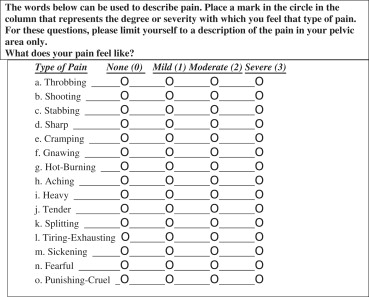 The words below can be used to describe pain. Place a mark in the circle in the
column that represents the degree or severity with which you feel that type of pain.
For these questions, please limit yourself to a description of the pain in your pelvic
area only.
What does your pain feel like?
Type of Pain None (0) Mild (1) Moderate (2) Severe (3)
a. Throbbing O O O O
b. Shooting O O O O
c. Stabbing O O O O
d. Sharp O O O O
e. Cramping O O O O
f. Gnawing O O O O
g. Hot-Burning O O O O
h. Aching O O O O
i. Heavy O O O O
j. Tender O O O O
k. Splitting O O O O
l. Tiring-Exhausting O O O O
m. Sickening O O O O
n. Fearful O O O O
o. Punishing-Cruel O O O O